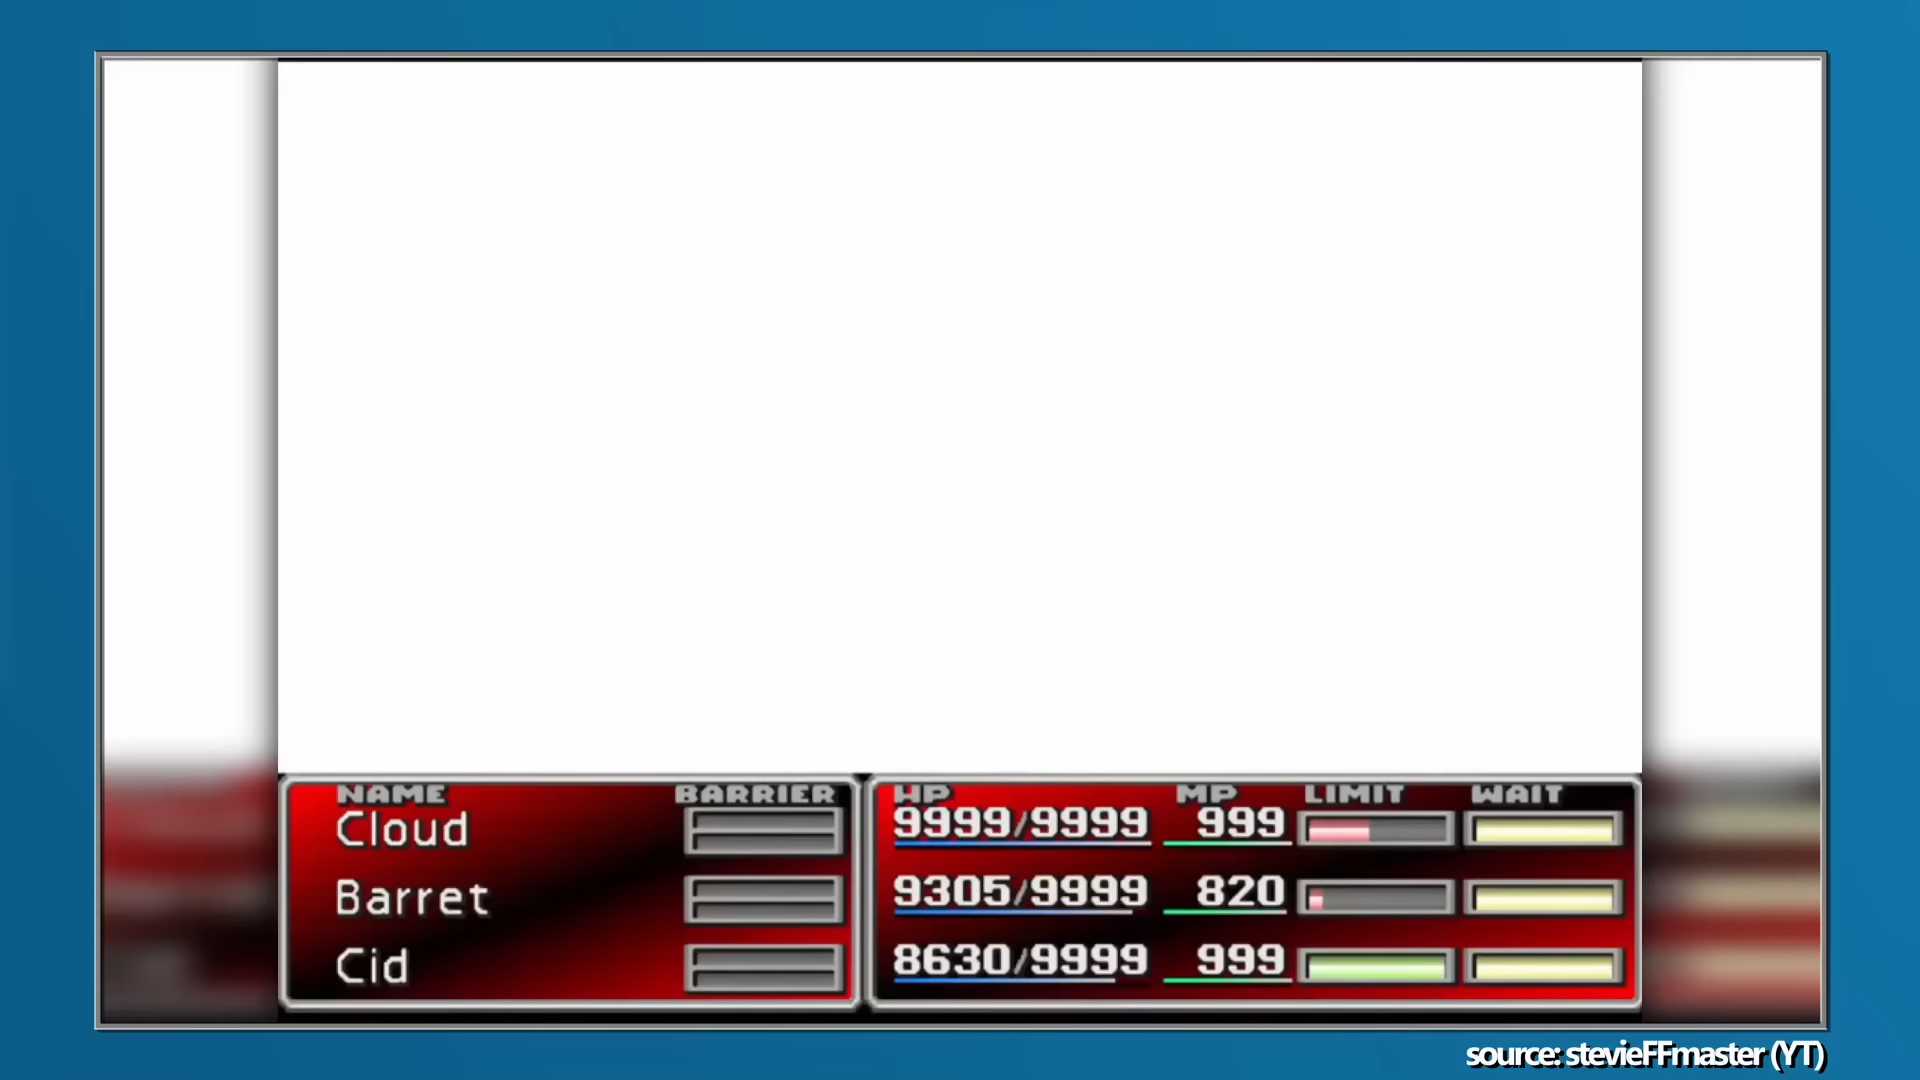 NAME BARRIER HP MP LIMIT WAIT
Cloud 9999/9999 999
Barret 9305/9999 820
Cid 8630/9999 999
source: stevieFFmaster (YT)